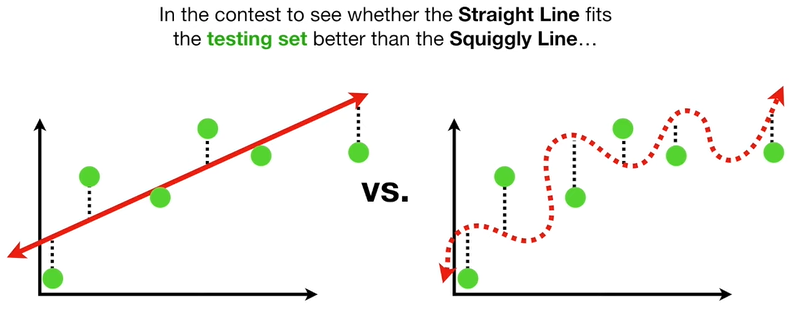 In the contest to see whether the Straight Line fits
the testing set better than the Squiggly Line…
vs.